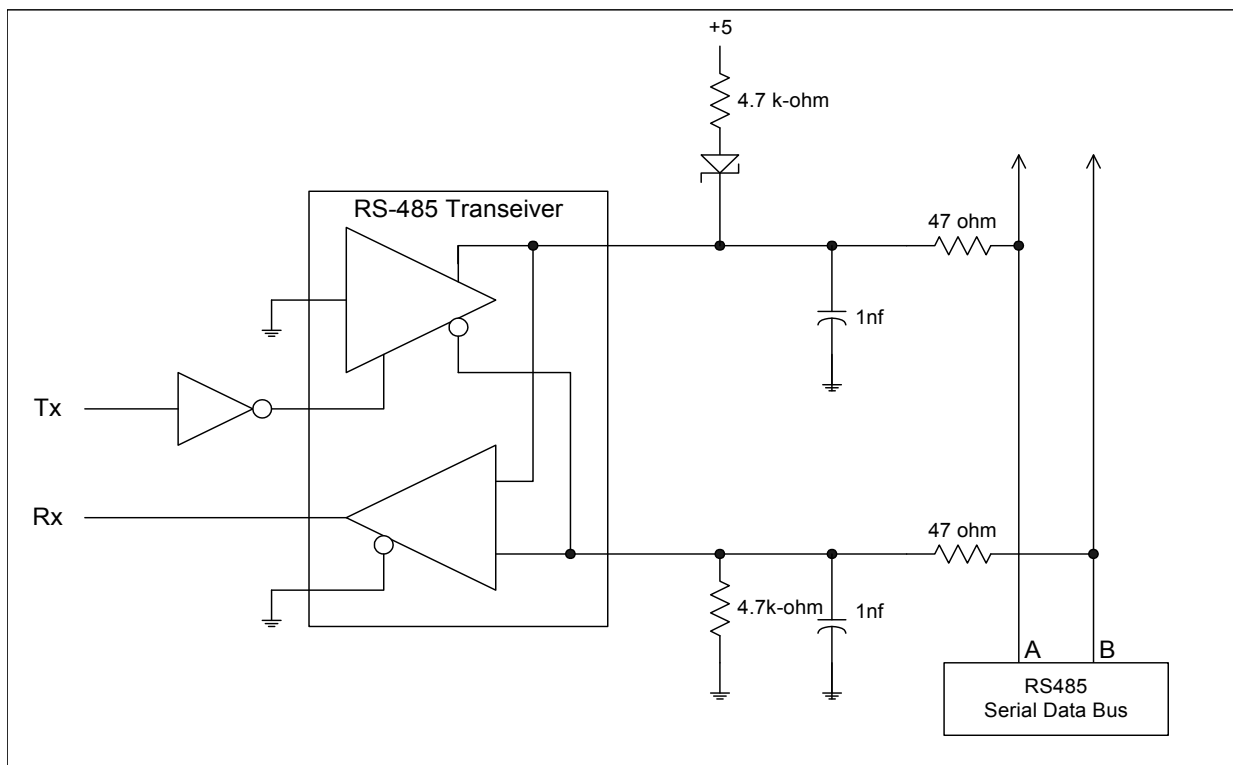 +5
4.7 k-ohm
RS-485 Transeiver
47 ohm
1nf
Tx
Rx
47 ohm
4.7k-ohm
1nf
A
B
RS485
Serial Data Bus